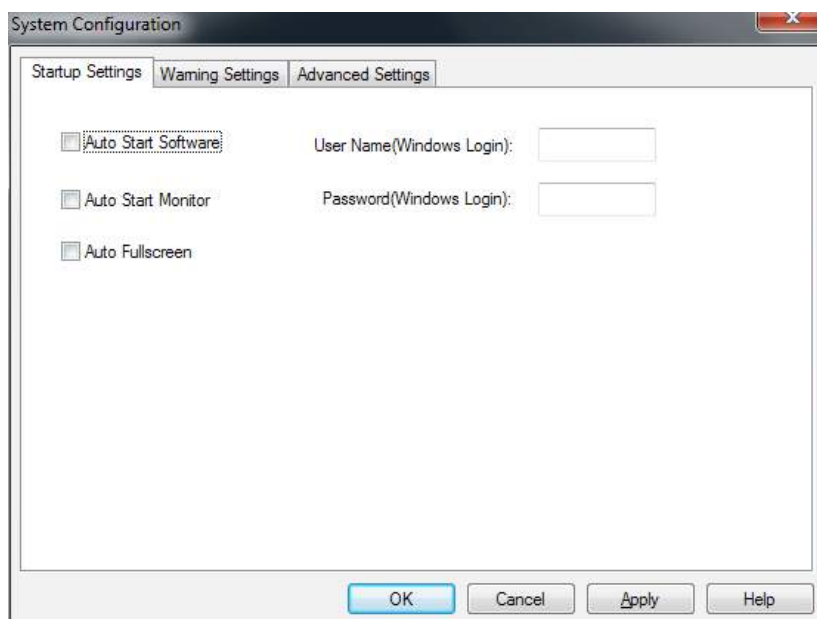 System Configuration
x
Startup Settings Warning Settings Advanced Settings
Auto Start Software User Name(Windows Login):
Auto Start Monitor Password(Windows Login):
Auto Fullscreen
OK Cancel Apply Help